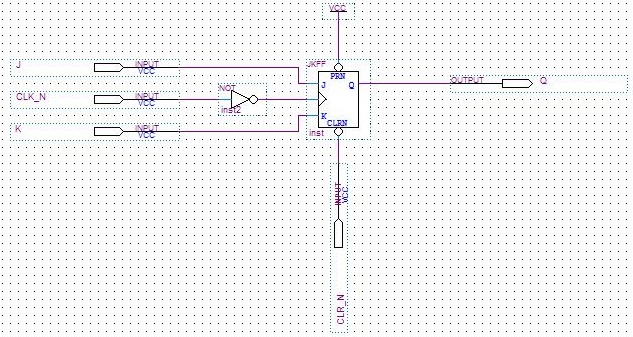 VCC
J
INPUT
VCC
JKFF
PRN
J
Q
OUTPUT
Q
CLK_N
INPUT
VCC
NOT
inst2
K
INPUT
VCC
K
CLRN
inst
INPUT
VCC
CLR_N